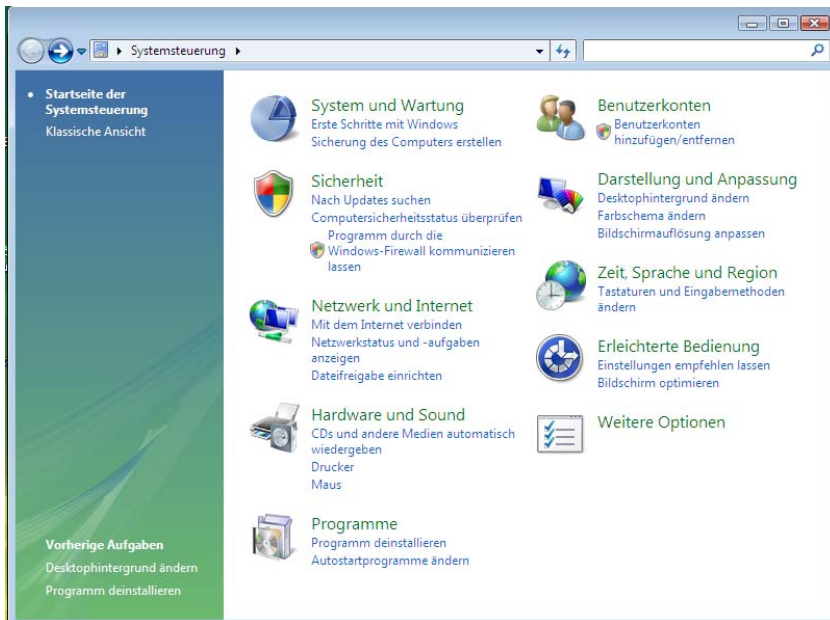 Systemsteuerung
Startseite der
Systemsteuerung
Klassische Ansicht
System und Wartung
Erste Schritte mit Windows
Sicherung des Computers erstellen
Sicherheit
Nach Updates suchen
Computersicherheitsstatus überprüfen
Programm durch die
Windows-Firewall kommunizieren
lassen
Netzwerk und Internet
Mit dem Internet verbinden
Netzwerkstatus und -aufgaben
anzeigen
Dateifreigabe einrichten
Hardware und Sound
CDs und andere Medien automatisch
wiedergeben
Drucker
Maus
Programme
Programm deinstallieren
Autostartprogramme ändern
Benutzerkonten
Benutzerkonten
hinzufügen/entfernen
Darstellung und Anpassung
Desktophintergrund ändern
Farbschema ändern
Bildschirmauflösung anpassen
Zeit, Sprache und Region
Tastaturen und Eingabemethoden
ändern
Erleichterte Bedienung
Einstellungen empfehlen lassen
Bildschirm optimieren
Weitere Optionen
Vorherige Aufgaben
Desktophintergrund ändern
Programm deinstallieren